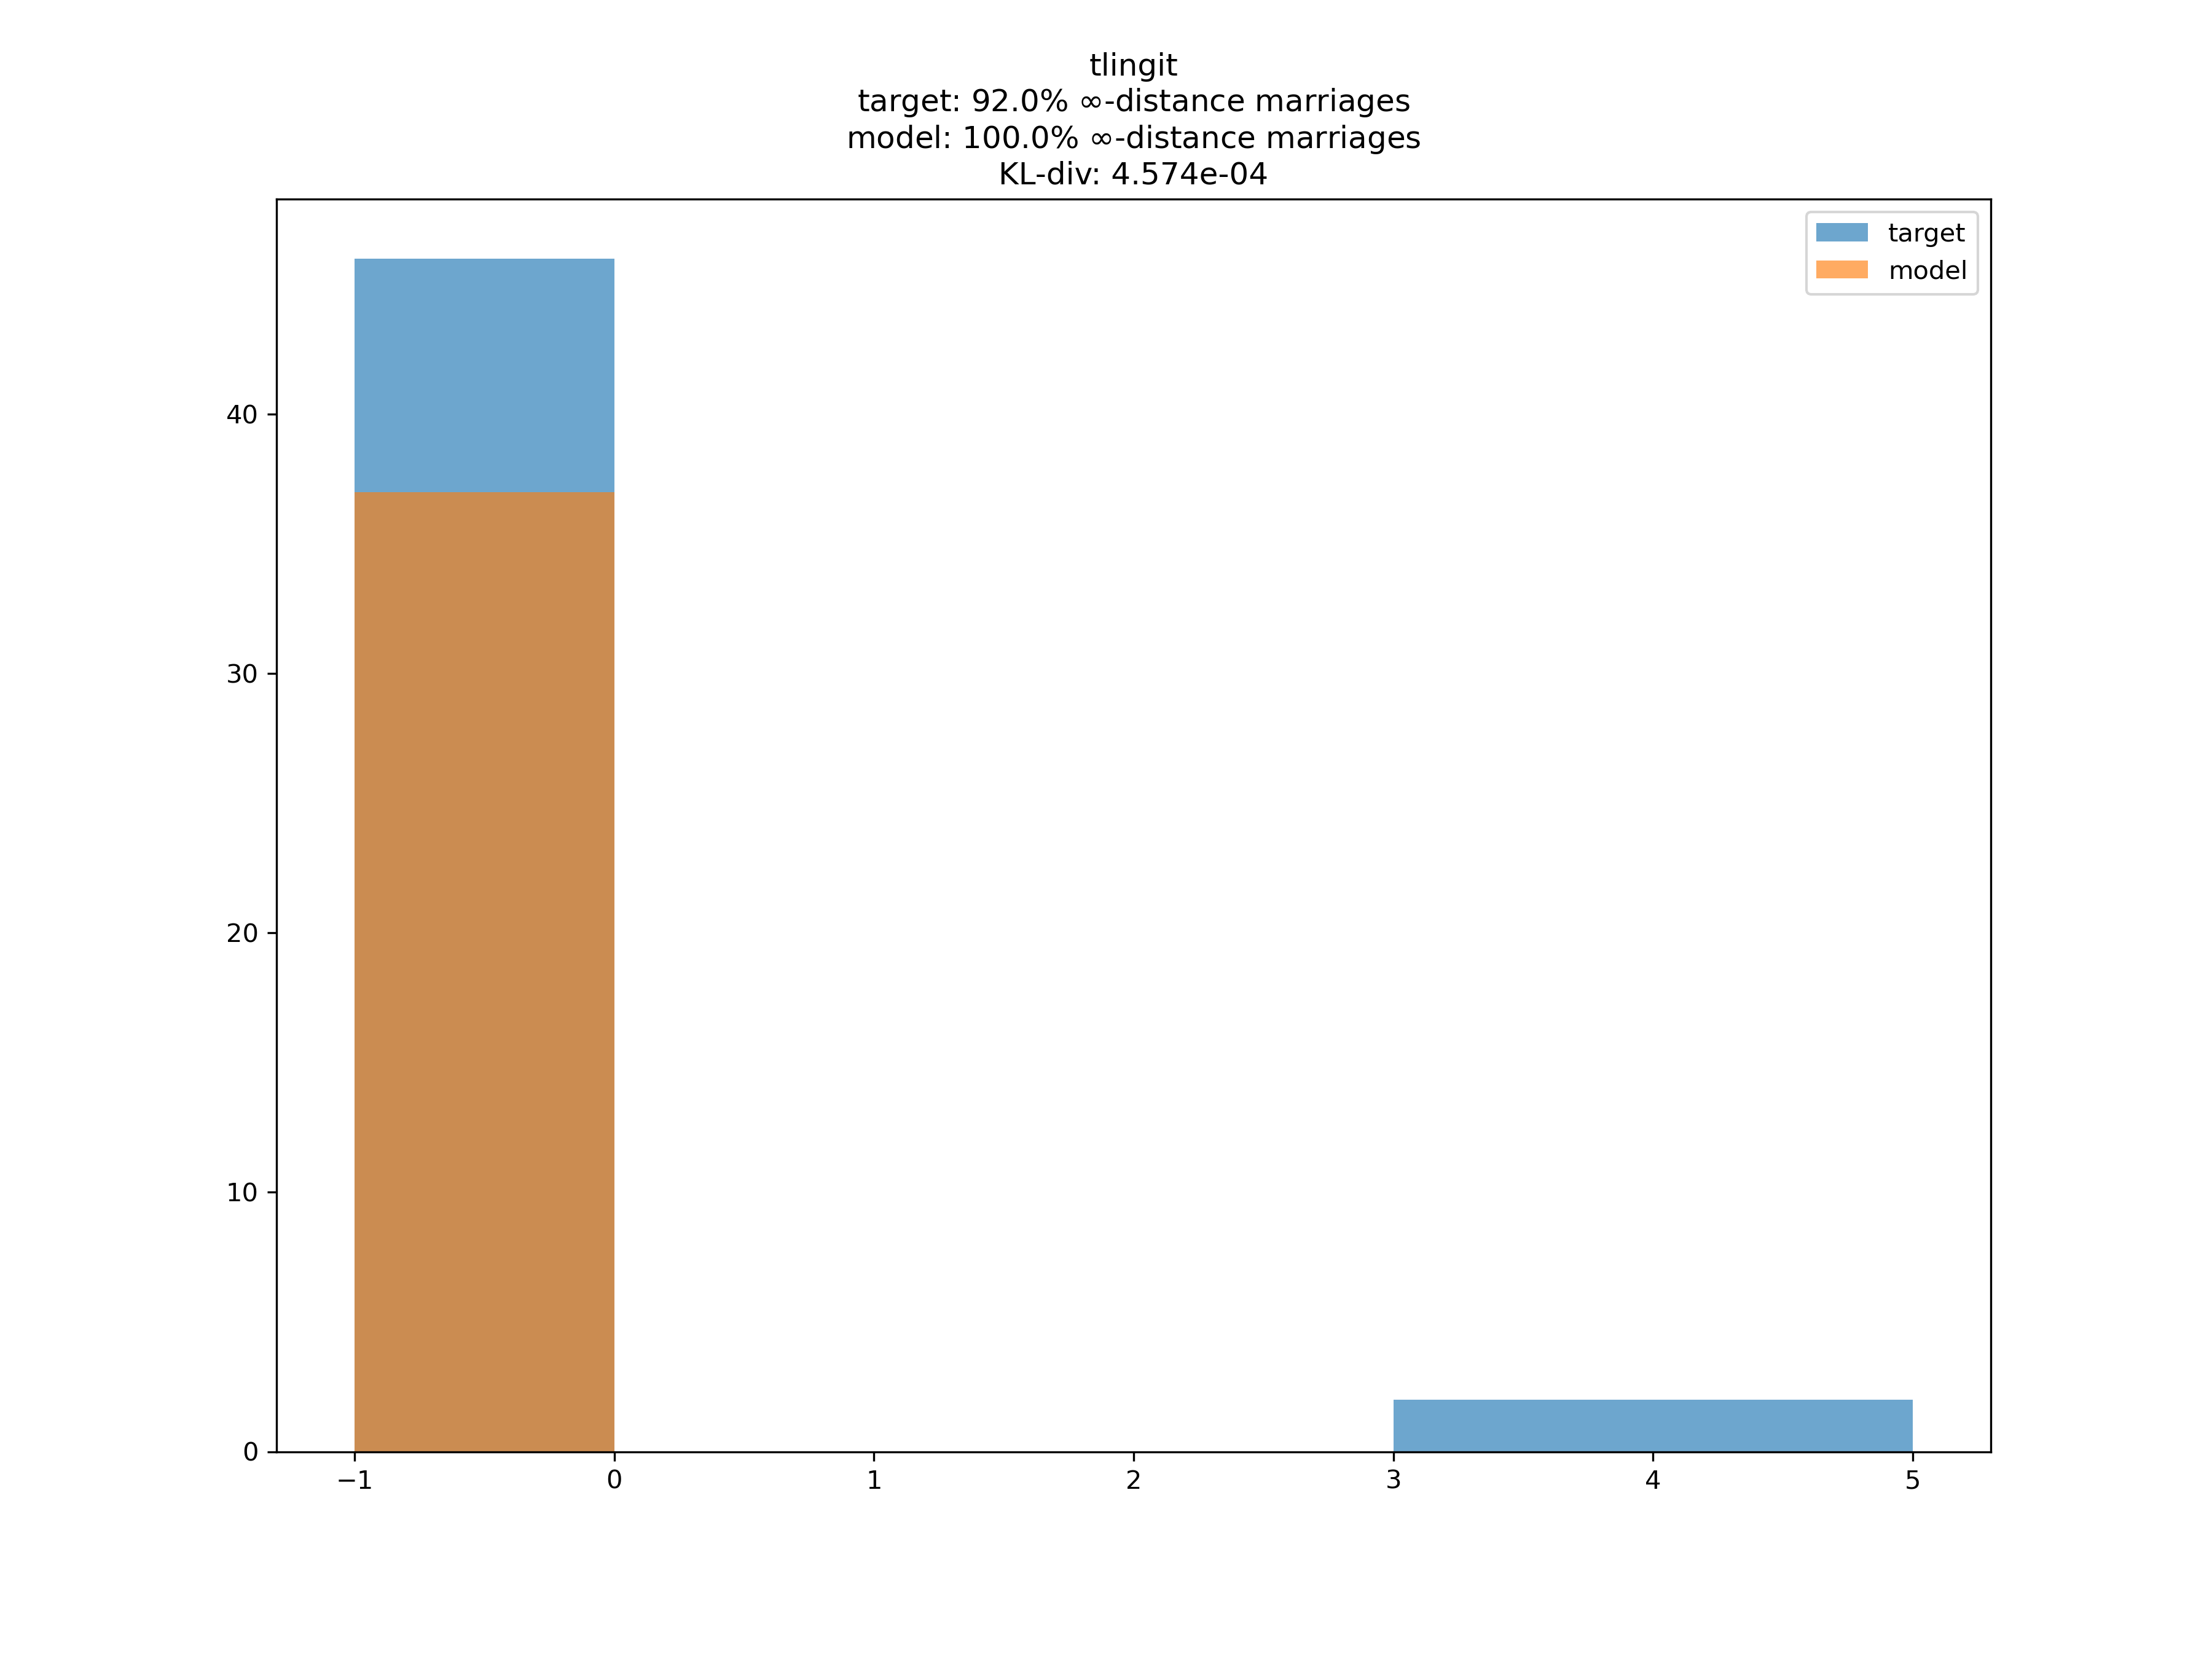 tlingit
target: 92.0% ∞-distance marriages
model: 100.0% ∞-distance marriages
KL-div: 4.574e-04
target
model
40
30
20
10
0
−1 0 1 2 3 4 5